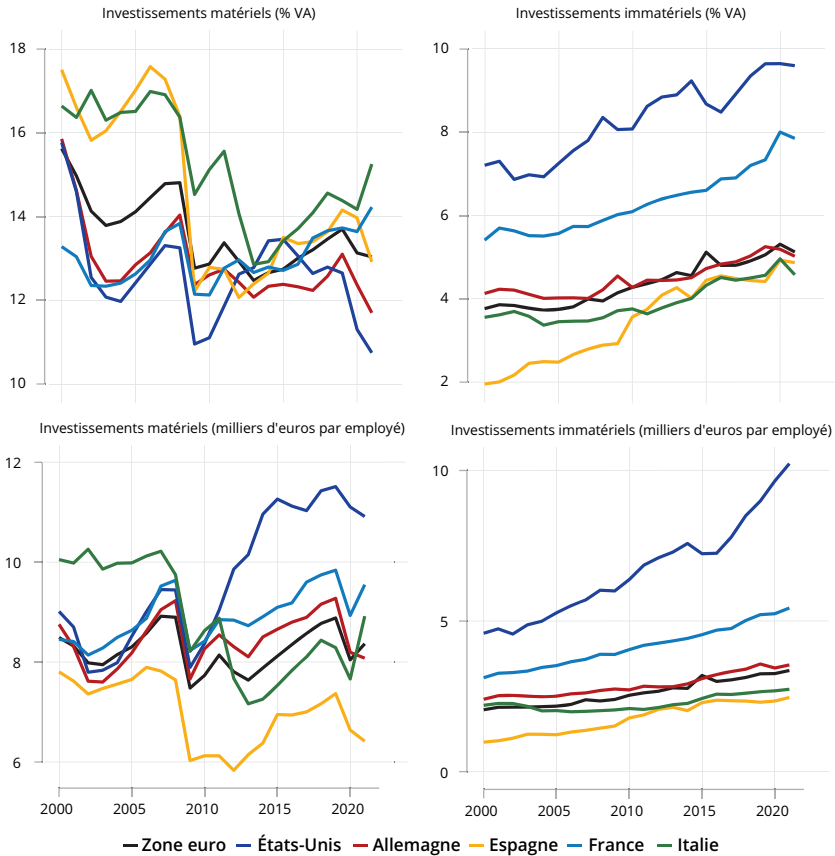 Investissements matériels (% VA)
18
16
14
12
10
Investissements immatériels (% VA)
10
8
6
4
2
Investissements matériels (milliers d'euros par employé)
12
10
8
6
2000 2005 2010 2015 2020
Investissements immatériels (milliers d'euros par employé)
10
5
0
2000 2005 2010 2015 2020
Zone euro États-Unis Allemagne Espagne France Italie